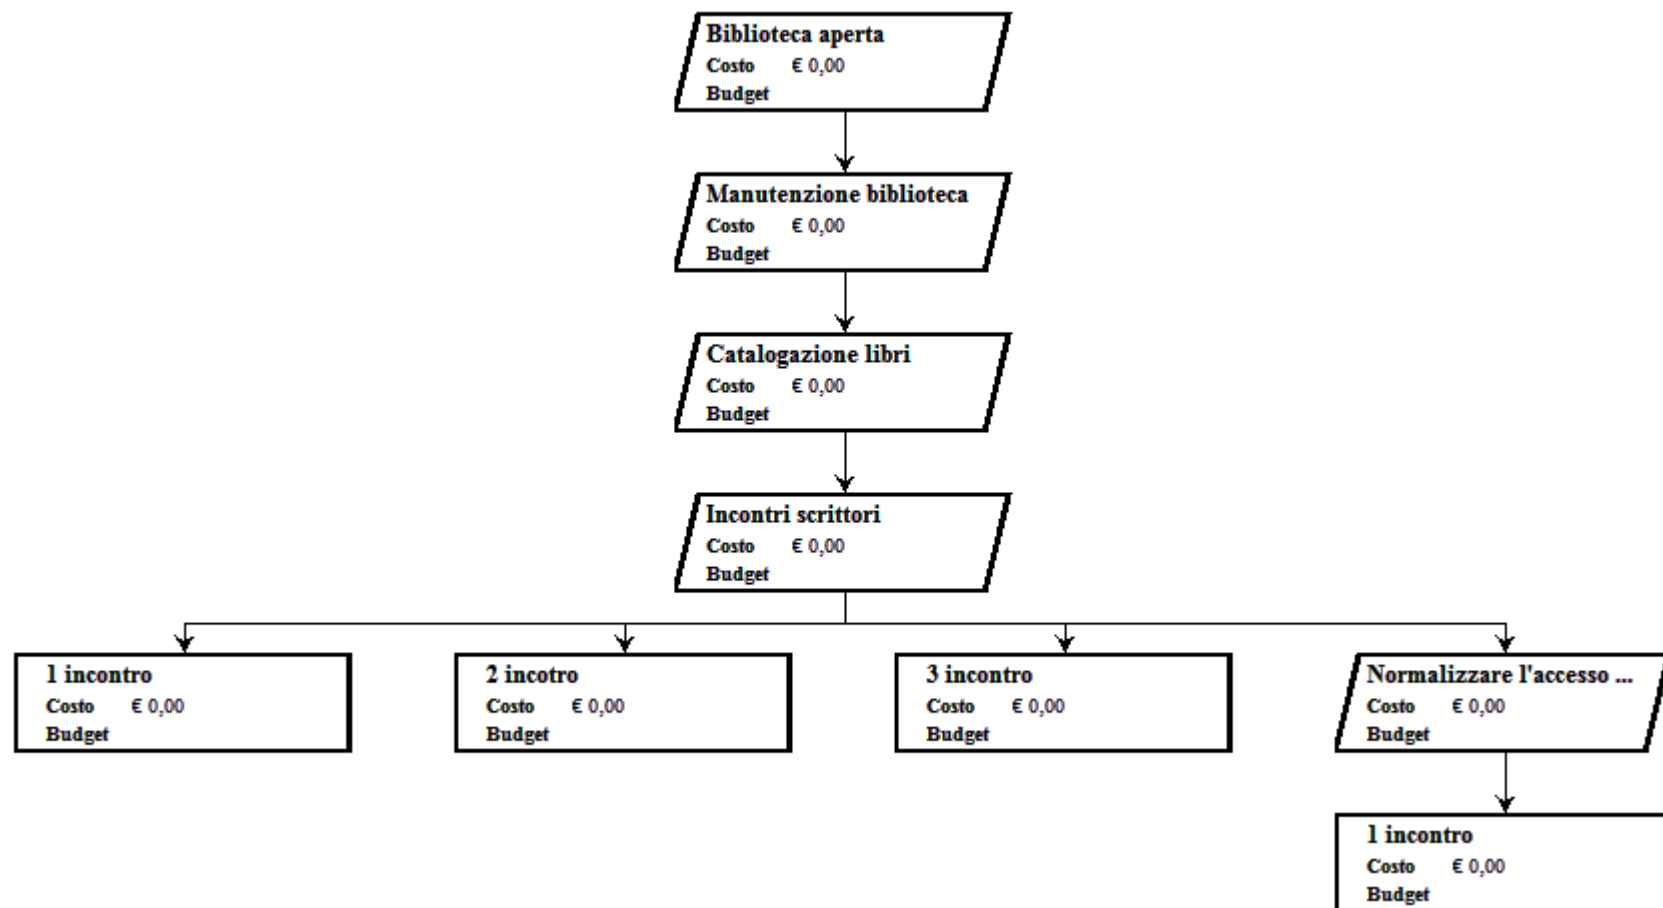 Biblioteca aperta
Costo € 0,00
Budget
Manutenzione biblioteca
Costo € 0,00
Budget
Catalogazione libri
Costo € 0,00
Budget
Incontri scrittori
Costo € 0,00
Budget
1 incontro
Costo € 0,00
Budget
2 incotro
Costo € 0,00
Budget
3 incontro
Costo € 0,00
Budget
Normalizzare l'accesso ...
Costo € 0,00
Budget
1 incontro
Costo € 0,00
Budget